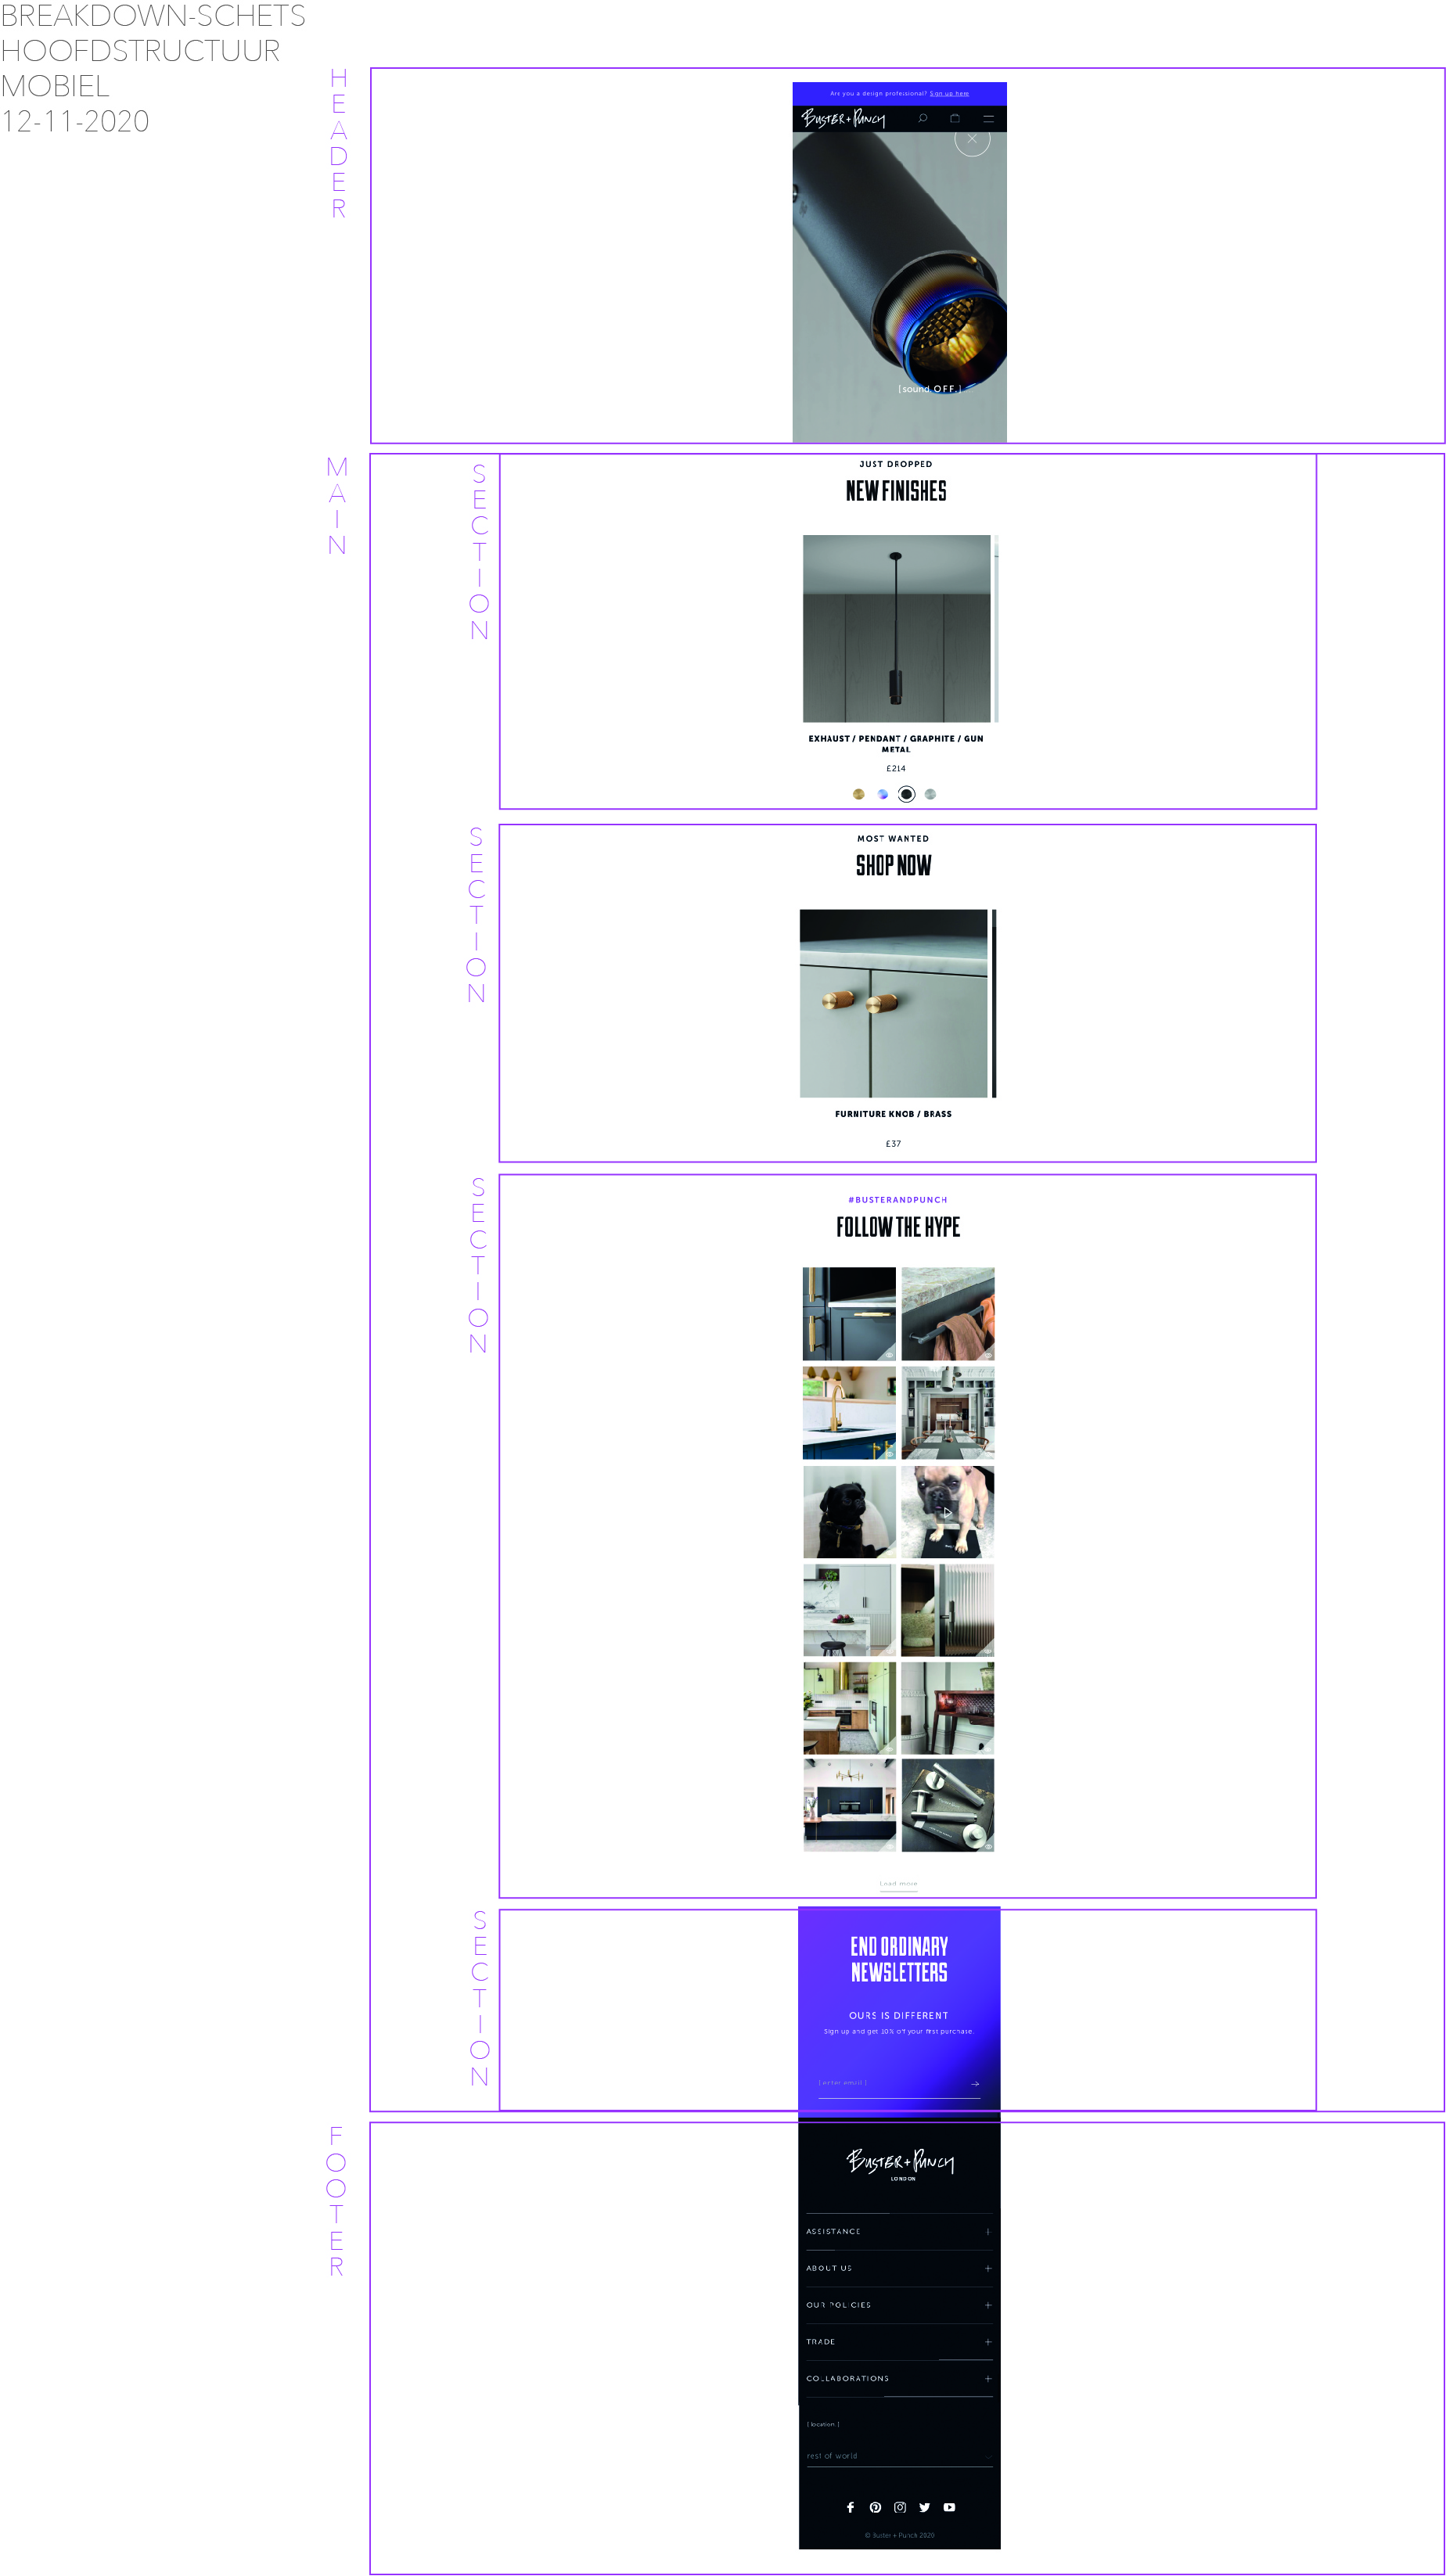 BREAKDOWN-SCHETS
HOOFDSTRUCTUUR
MOBIEL
12-11-2020
HEADER
Are you a design professional? Sign up here
BUSTER + PUNCH
[sound OFF.]
MAIN
SECTION
JUST DROPPED
NEW FINISHES
EXHAUST / PENDANT / GRAPHITE / GUN
METAL
£214
SECTION
MOST WANTED
SHOP NOW
FURNITURE KNOB / BRASS
£37
SECTION
#BUSTERANDPUNCH
FOLLOW THE HYPE
Load more
SECTION
END ORDINARY
NEWSLETTERS
OURS IS DIFFERENT
Sign up and get 10% off your first purchase.
[ enter email ]
FOOTER
BUSTER + PUNCH
LONDON
ASSISTANCE
ABOUT US
OUR POLICIES
TRADE
COLLABORATIONS
[ location ]
rest of world
© Buster + Punch 2020